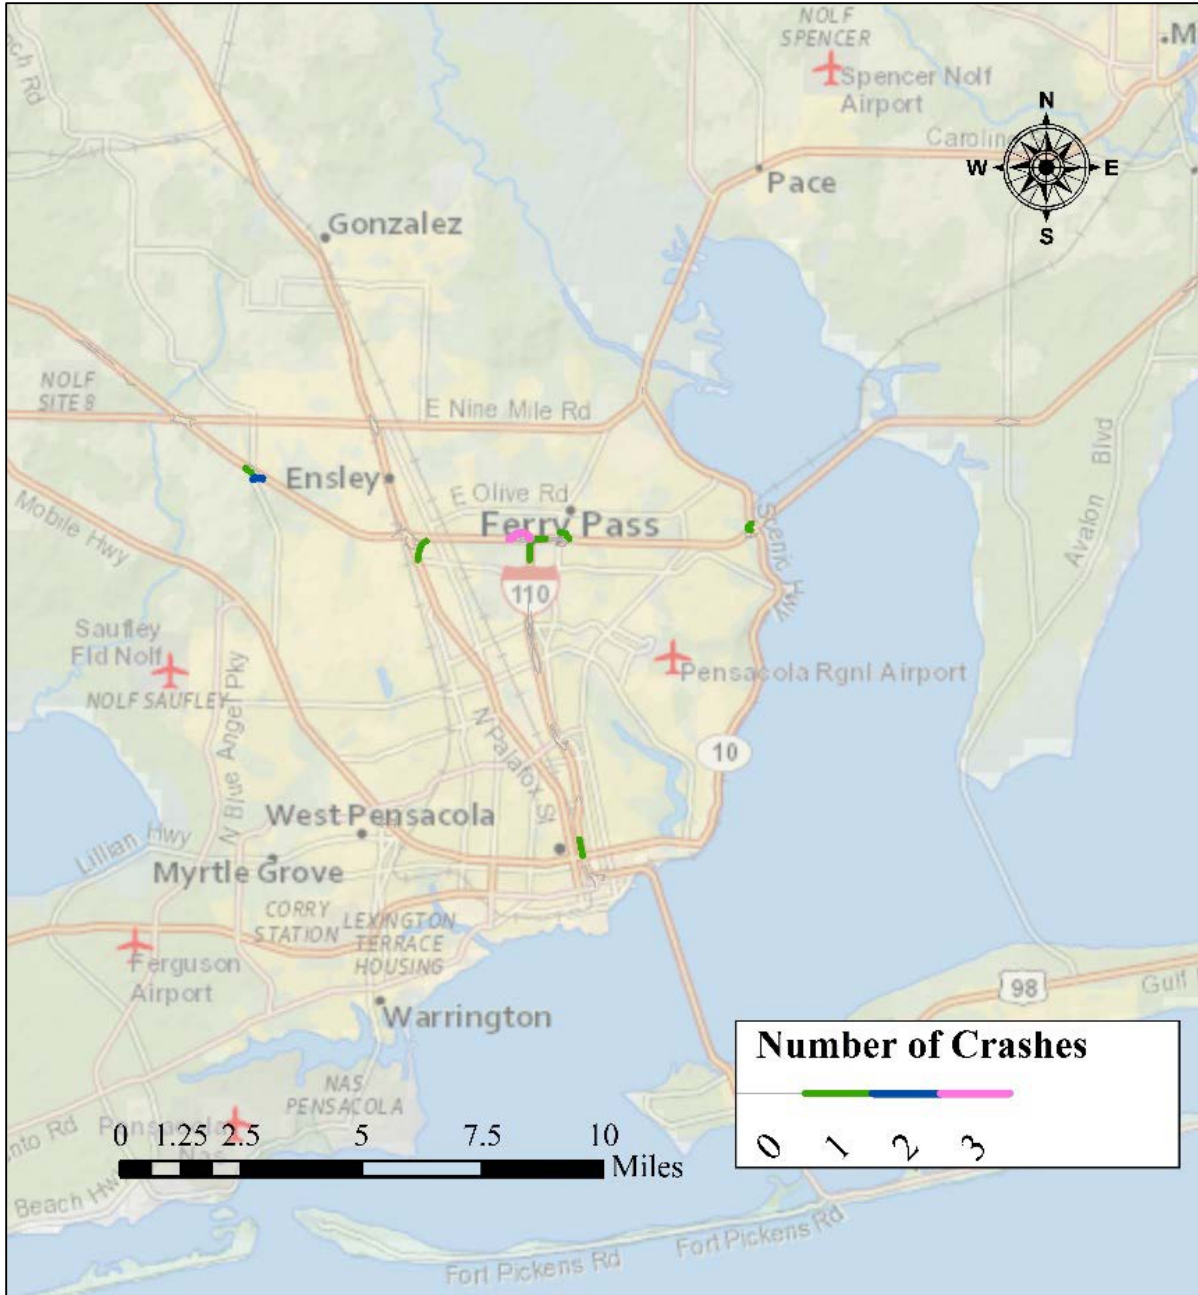 NOLF
SPENCER
Spencer Nolf
Airport
N
W
E
S
Pace
Gonzalez
NOLF
SITE 8
E Nine Mile Rd
Ensley
E Olive Rd
Ferry Pass
Mobile Hwy
Scenic Hwy
Avalon Blvd
110
Saufley
Fld Nolf
NOLF SAUFLEY
N Blue Angel Pky
Pensacola Rgnl Airport
N Palafox St
10
West Pensacola
Lillian Hwy
Myrtle Grove
CORRY
STATION
LEXINGTON
TERRACE
HOUSING
Ferguson
Airport
98
Gulf
Warrington
NAS
PENSACOLA
Pensacola
Nas
Beach Hwy
Number of Crashes
0 1 2 3
0 1.25 2.5 5 7.5 10
Miles
Fort Pickens Rd
Fort Pickens Rd